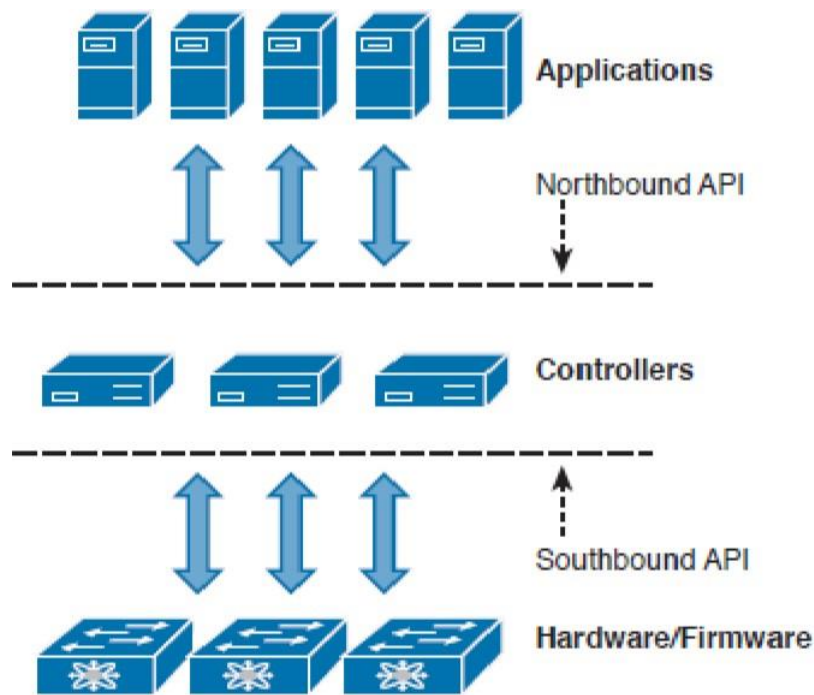 Applications
Northbound API
Controllers
Southbound API
Hardware/Firmware